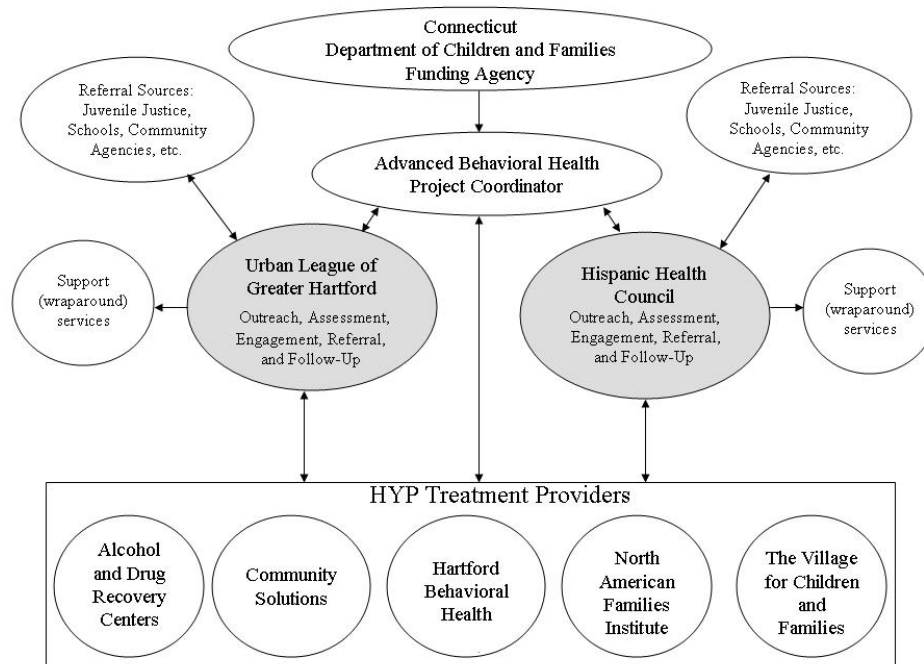 Connecticut
Department of Children and Families
Funding Agency
Referral Sources:
Juvenile Justice,
Schools, Community
Agencies, etc.
Referral Sources:
Juvenile Justice,
Schools, Community
Agencies, etc.
Advanced Behavioral Health
Project Coordinator
Support
(wraparound)
services
Urban League of
Greater Hartford
Outreach, Assessment,
Engagement, Referral,
and Follow-Up
Hispanic Health
Council
Outreach, Assessment,
Engagement, Referral,
and Follow-Up
Support
(wraparound)
services
HYP Treatment Providers
Alcohol
and Drug
Recovery
Centers
Community
Solutions
Hartford
Behavioral
Health
North
American
Families
Institute
The Village
for Children
and
Families